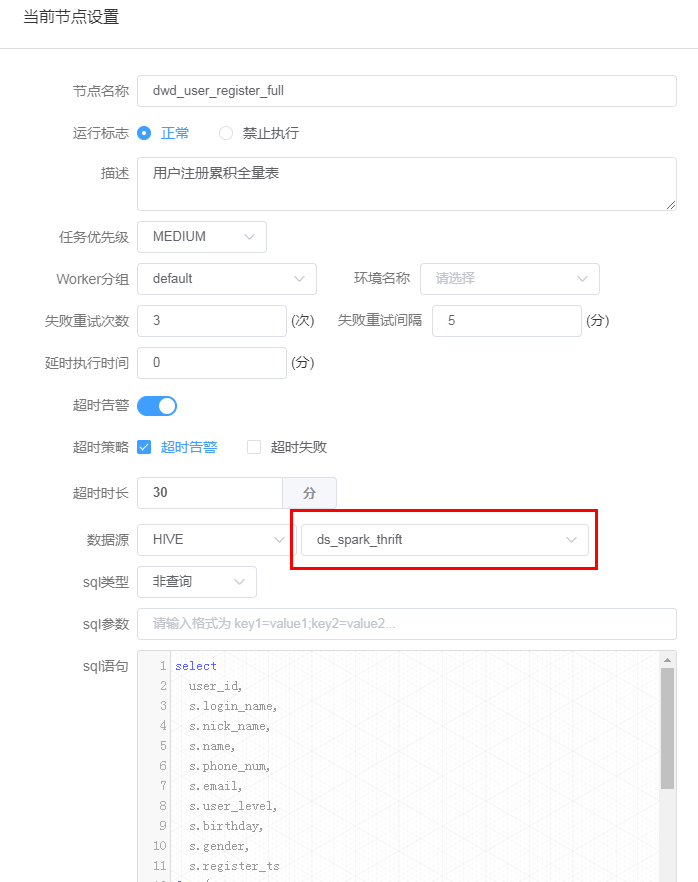 当前节点设置
节点名称 dwd_user_register_full
运行标志 正常 禁止执行
描述 用户注册累积全量表
任务优先级 MEDIUM
Worker分组 default 环境名称 请选择
失败重试次数 3 (次) 失败重试间隔 5 (分)
延时执行时间 0 (分)
超时告警
超时策略 超时告警 超时失败
超时时长 30 分
数据源 HIVE ds_spark_thrift
sql类型 非查询
sql参数 请输入格式为 key1=value1;key2=value2...
sql语句 1 select
2 user_id,
3 s.login_name,
4 s.nick_name,
5 s.name,
6 s.phone_num,
7 s.email,
8 s.user_level,
9 s.birthday,
10 s.gender,
11 s.register_ts